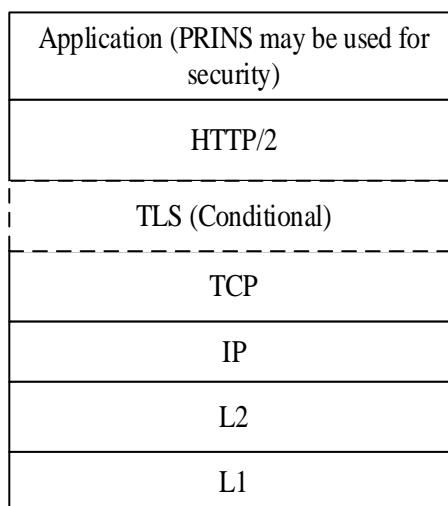 Application (PRINS may be used for
security)
HTTP/2
TLS (Conditional)
TCP
IP
L2
L1